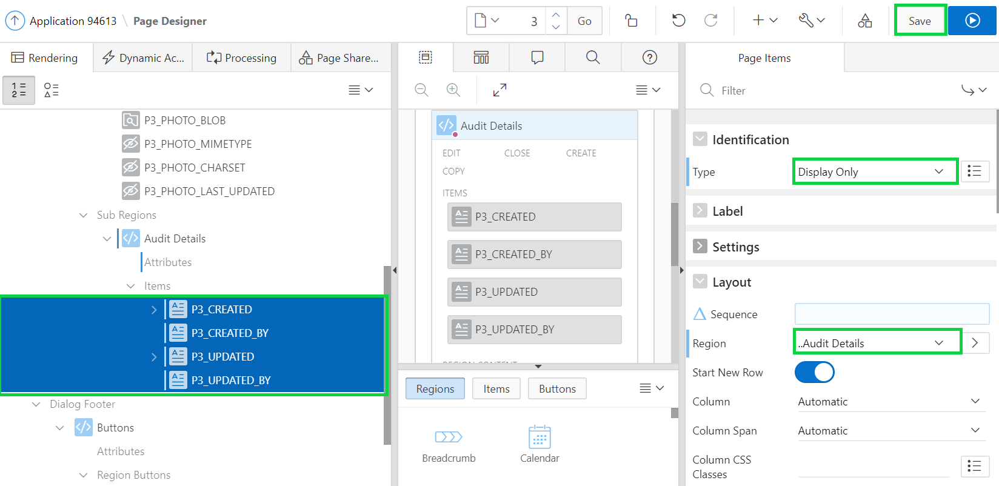 Application 94613 \ Page Designer
3
Go
Save
Rendering
Dynamic Ac...
Processing
Page Share...
Page Items
Filter
P3_PHOTO_BLOB
P3_PHOTO_MIMETYPE
P3_PHOTO_CHARSET
P3_PHOTO_LAST_UPDATED
Sub Regions
Audit Details
Attributes
Items
P3_CREATED
P3_CREATED_BY
P3_UPDATED
P3_UPDATED_BY
Dialog Footer
Buttons
Attributes
Region Buttons
Audit Details
EDIT CLOSE CREATE
COPY
ITEMS
P3_CREATED
P3_CREATED_BY
P3_UPDATED
P3_UPDATED_BY
REGION CONTENT
Regions
Items
Buttons
Breadcrumb
Calendar
Identification
Type
Display Only
Label
Settings
Layout
Sequence
Region
..Audit Details
Start New Row
Column
Automatic
Column Span
Automatic
Column CSS
Classes